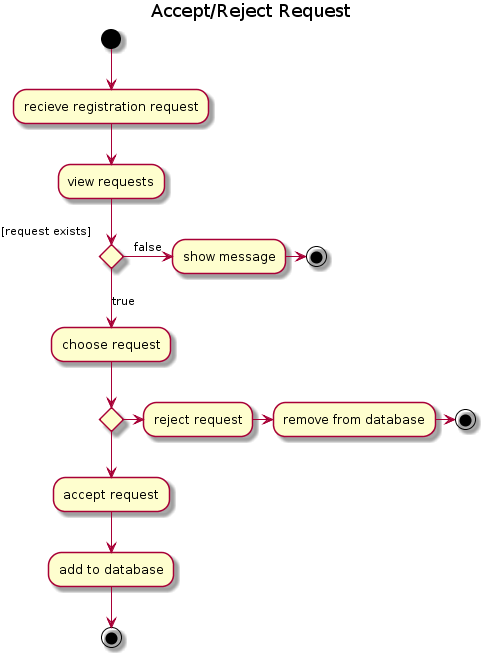 Accept/Reject Request
recieve registration request
view requests
[request exists]
false
show message
true
choose request
reject request
remove from database
accept request
add to database